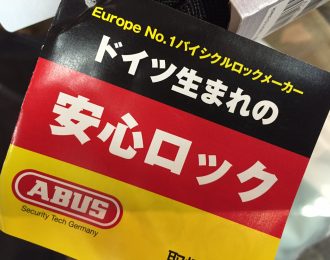 Europe No.1バイシクルロックメーカー
ドイツ生まれの
安心ロック
ABUS
Security Tech Germany